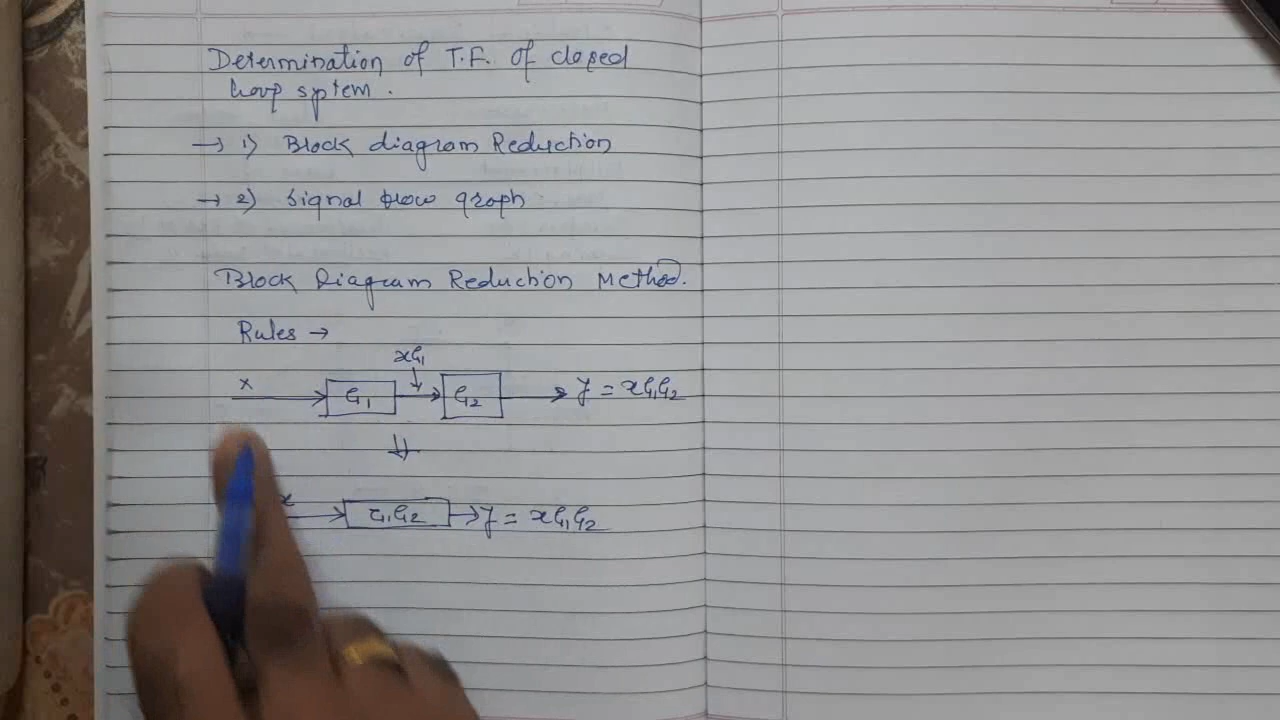 Determination of T.F. of closed
loop system.
→ 1) Block diagram Reduction
→ 2) Signal flow graph
Block Diagram Reduction Method.
Rules →
xG1
x G1 G2 y = xG1G2
x G1G2 y = xG1G2